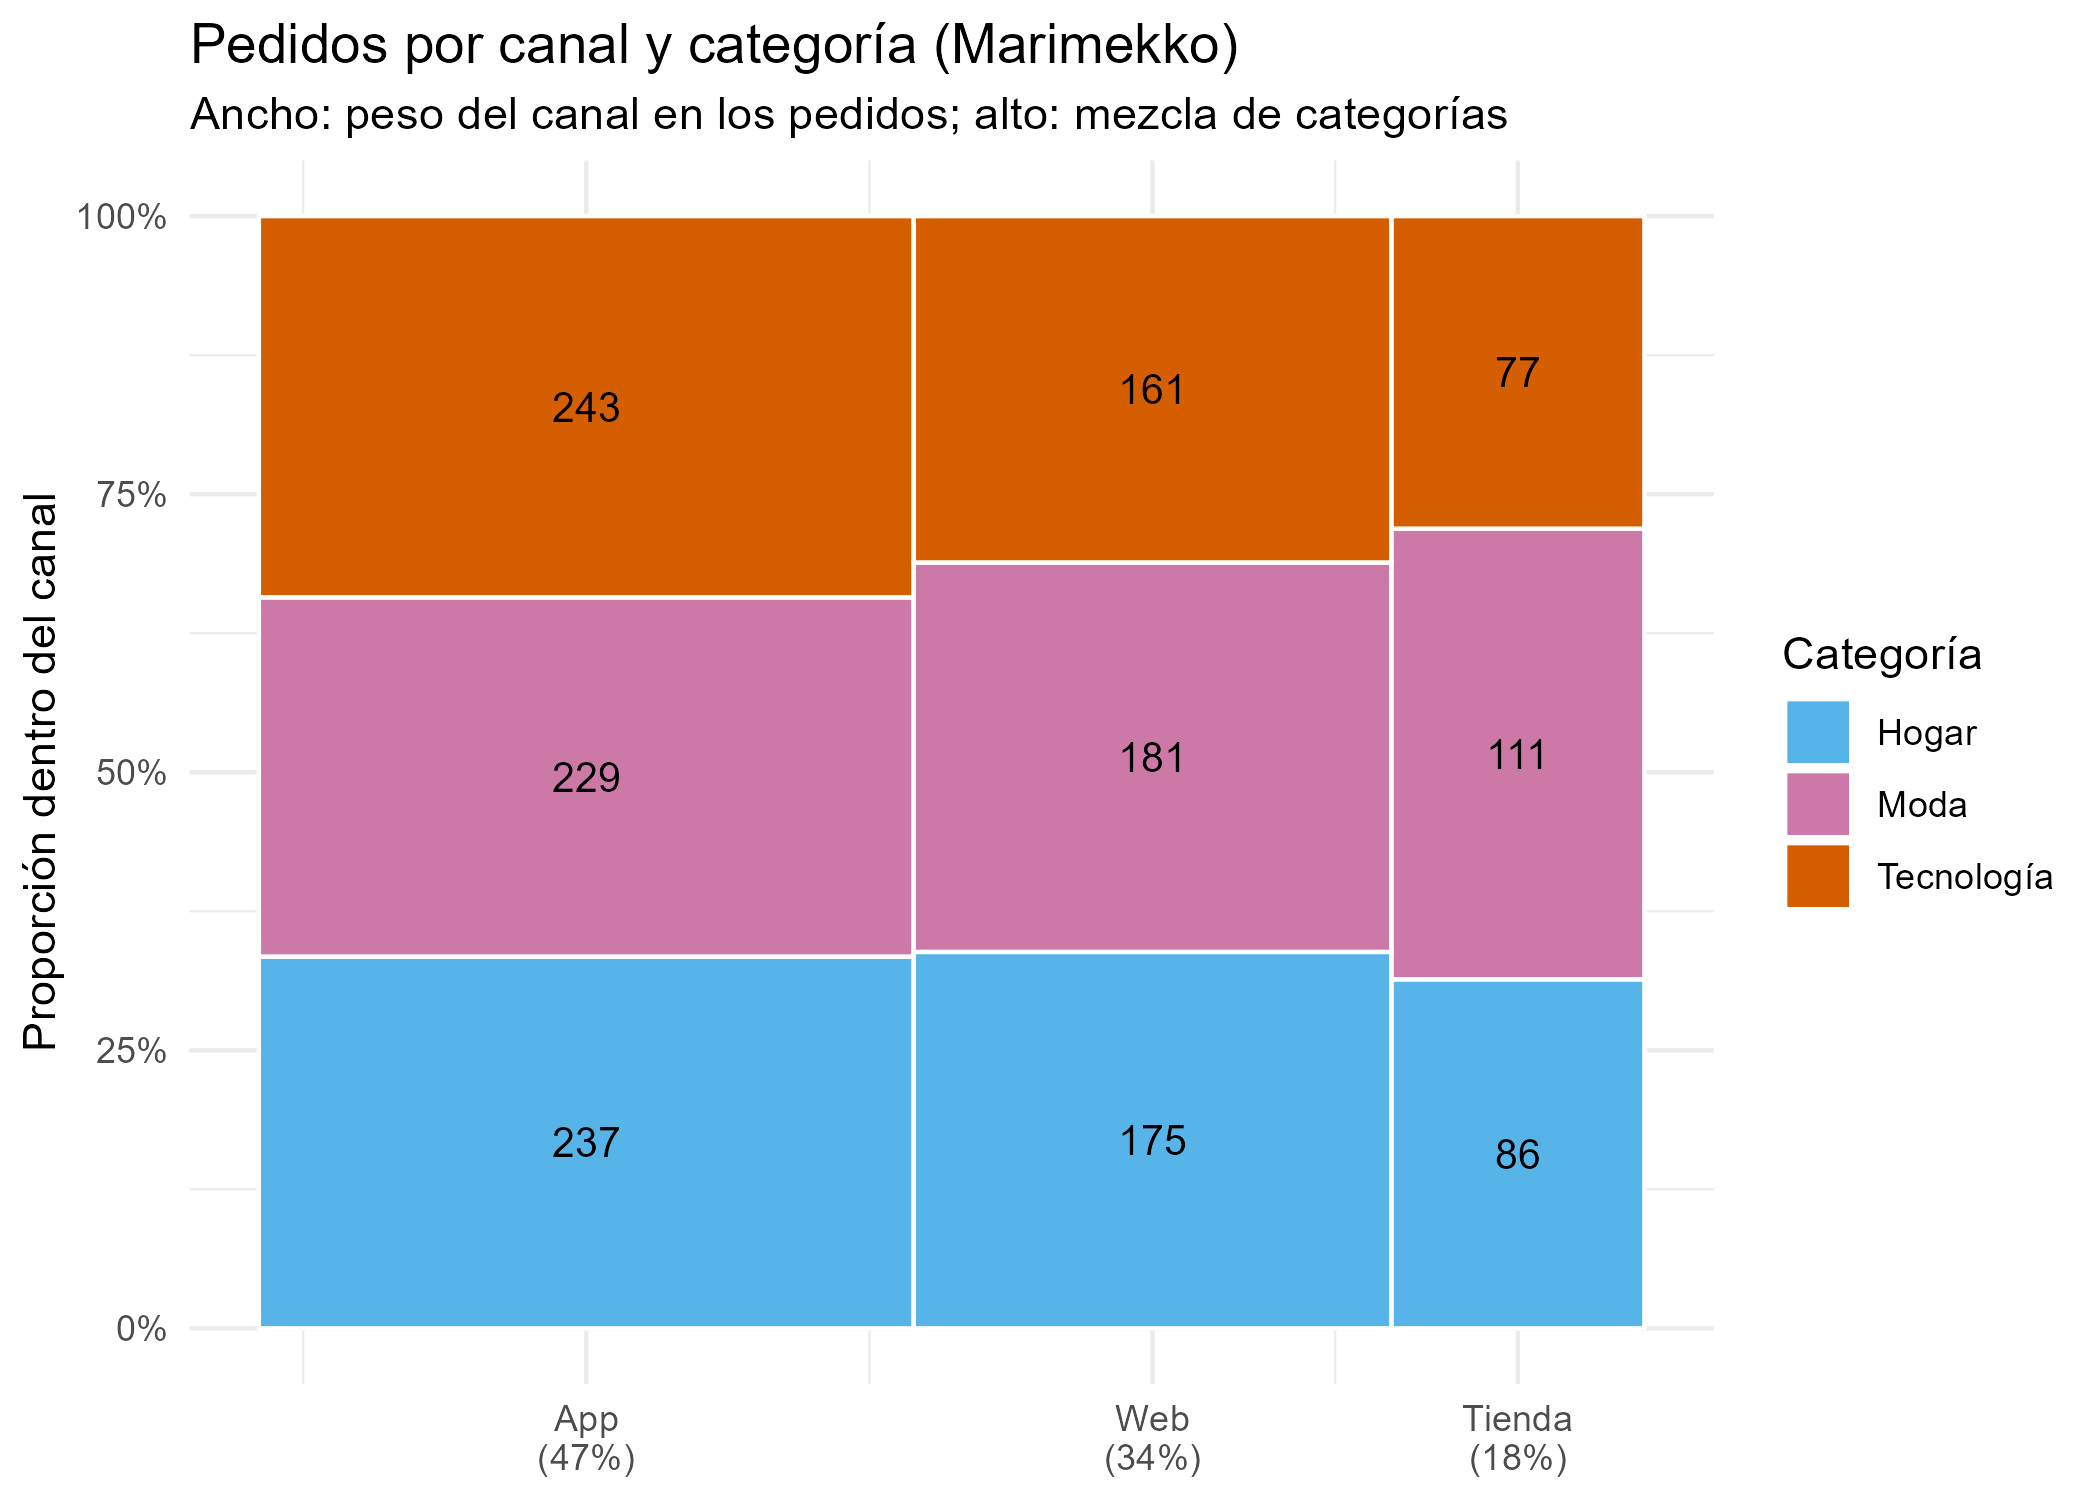 Pedidos por canal y categoría (Marimekko)
Ancho: peso del canal en los pedidos; alto: mezcla de categorías
Proporción dentro del canal
100%
75%
50%
25%
0%
243
161
77
229
181
111
237
175
86
App
(47%)
Web
(34%)
Tienda
(18%)
Categoría
Hogar
Moda
Tecnología